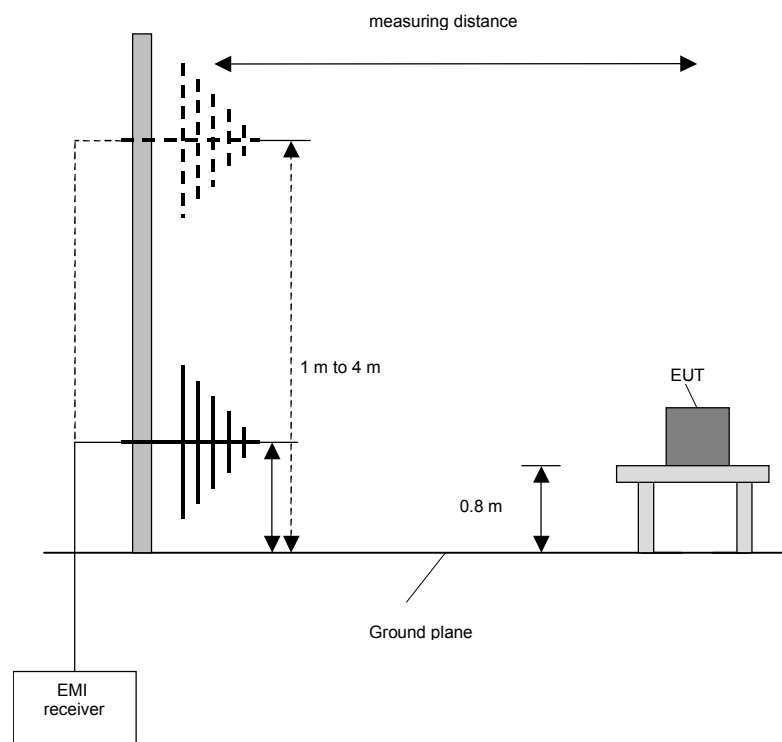 measuring distance
1 m to 4 m
EUT
0.8 m
Ground plane
EMI
receiver